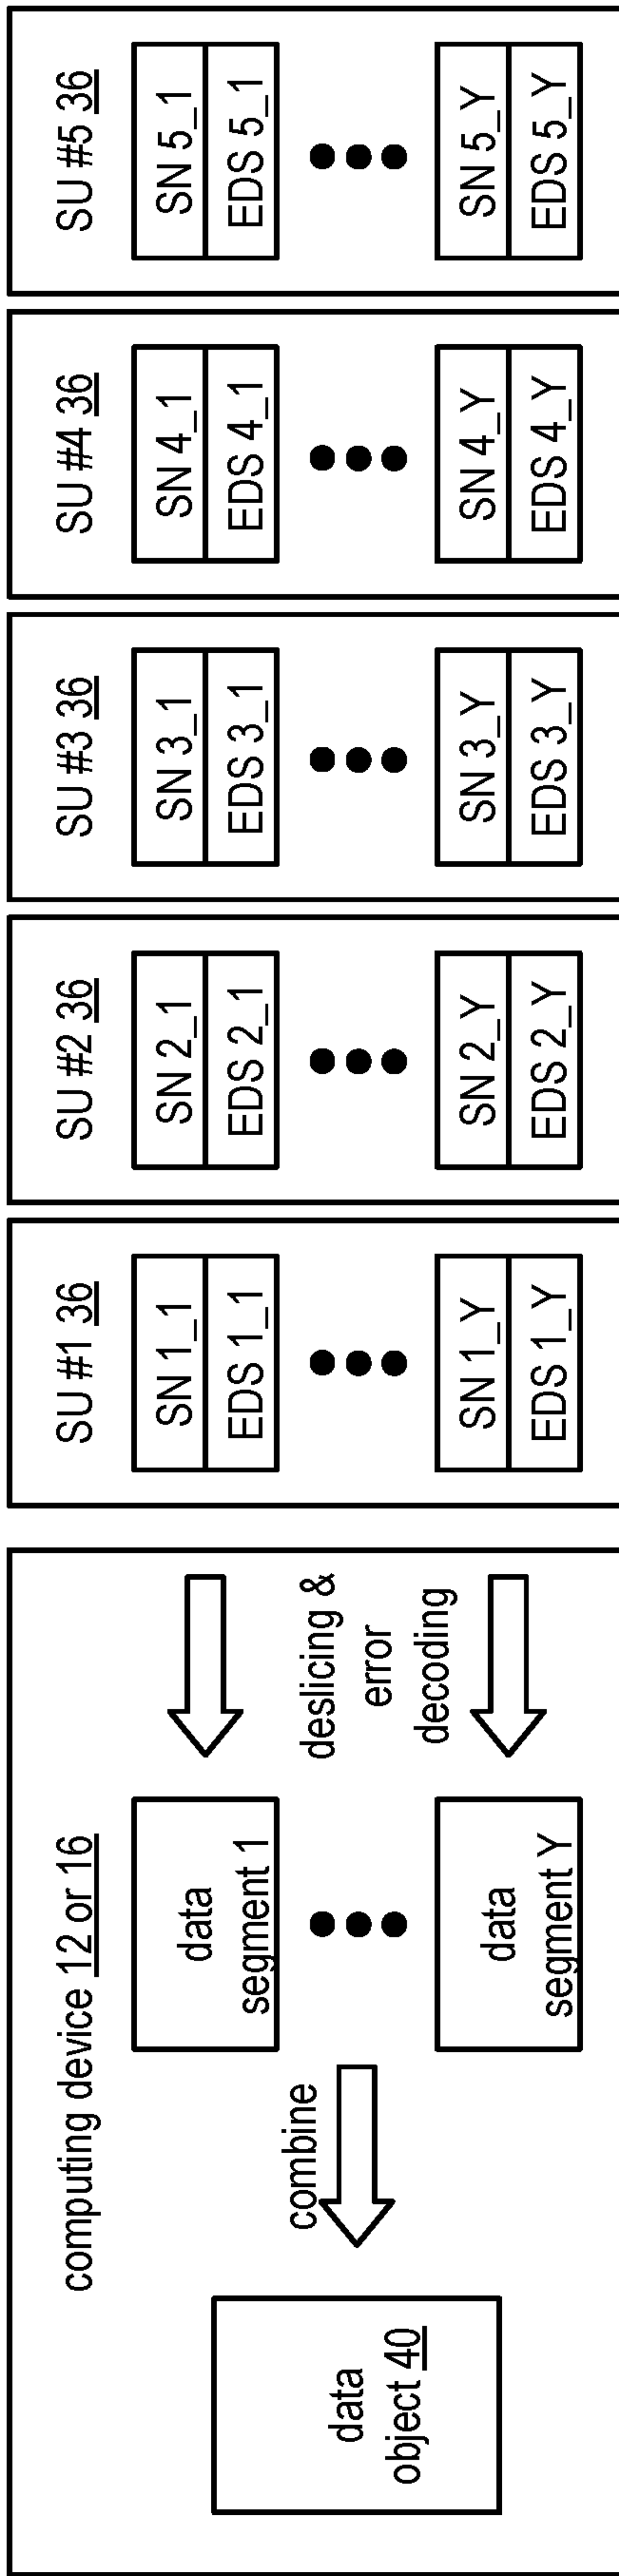 computing device 12 or 16
data
object 40
combine
data
segment 1
data
segment Y
deslicing &
error
decoding
SU #1 36
SN 1_1
EDS 1_1
SN 1_Y
EDS 1_Y
SU #2 36
SN 2_1
EDS 2_1
SN 2_Y
EDS 2_Y
SU #3 36
SN 3_1
EDS 3_1
SN 3_Y
EDS 3_Y
SU #4 36
SN 4_1
EDS 4_1
SN 4_Y
EDS 4_Y
SU #5 36
SN 5_1
EDS 5_1
SN 5_Y
EDS 5_Y